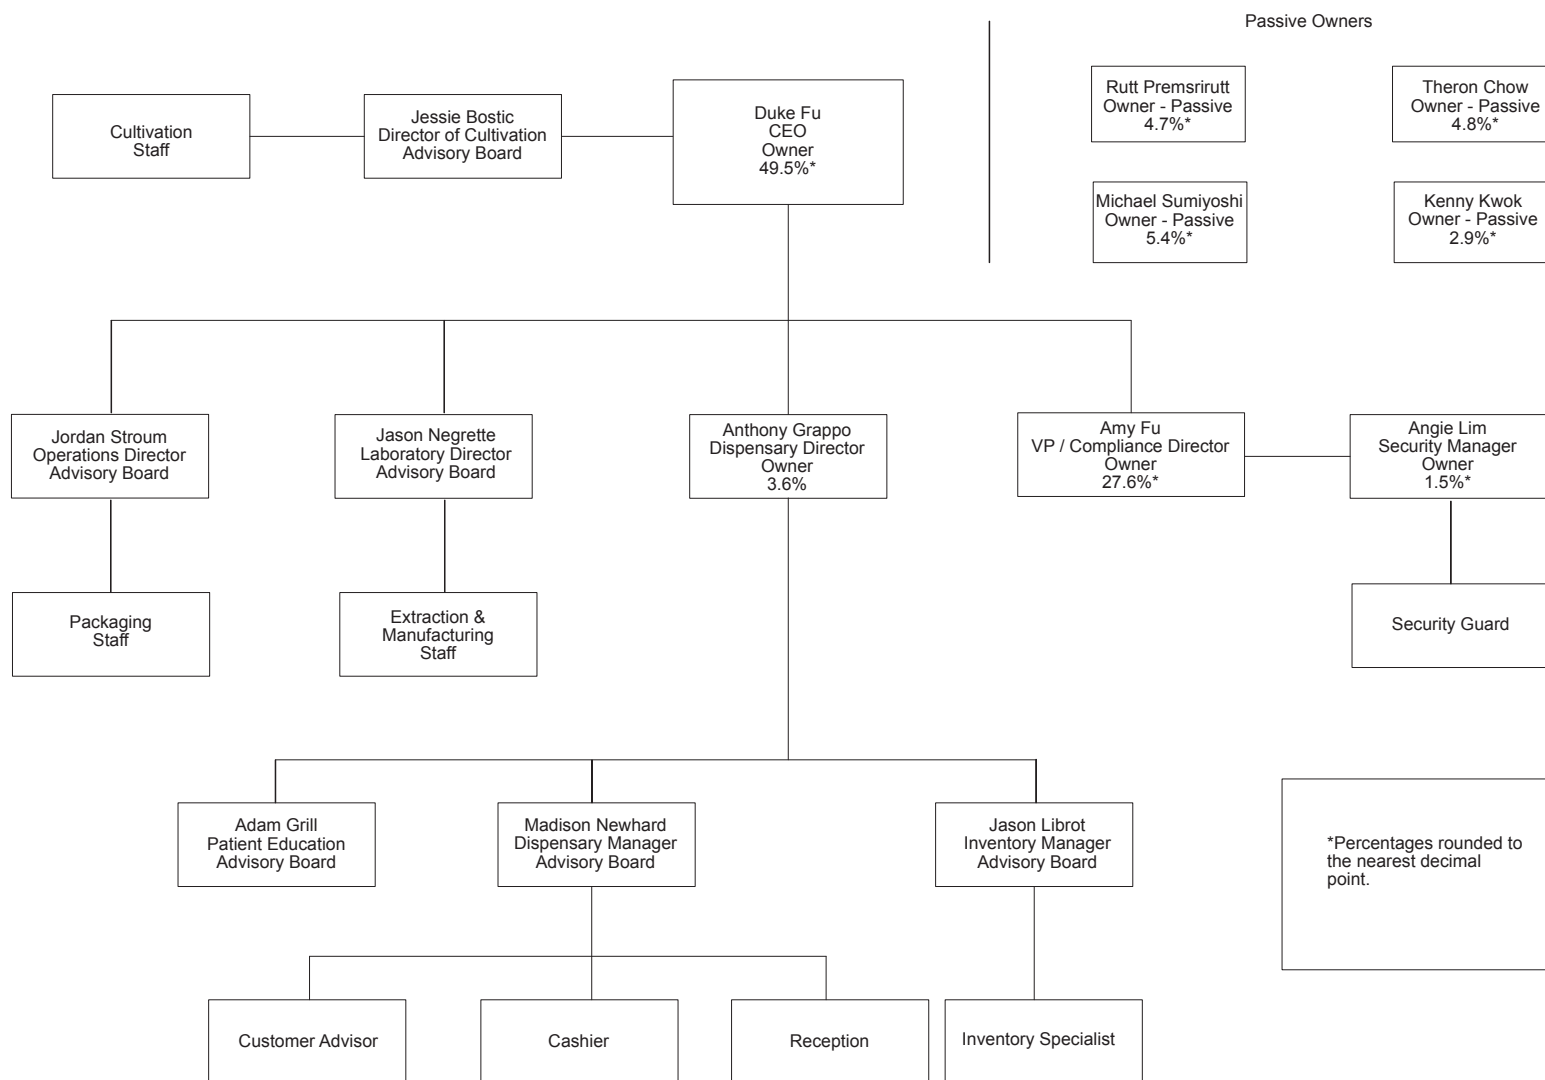 Passive Owners
Rutt Premsrirutt
Owner - Passive
4.7%*
Theron Chow
Owner - Passive
4.8%*
Cultivation
Staff
Jessie Bostic
Director of Cultivation
Advisory Board
Duke Fu
CEO
Owner
49.5%*
Michael Sumiyoshi
Owner - Passive
5.4%*
Kenny Kwok
Owner - Passive
2.9%*
Jordan Stroum
Operations Director
Advisory Board
Jason Negrette
Laboratory Director
Advisory Board
Anthony Grappo
Dispensary Director
Owner
3.6%
Amy Fu
VP / Compliance Director
Owner
27.6%*
Angie Lim
Security Manager
Owner
1.5%*
Packaging
Staff
Extraction &
Manufacturing
Staff
Security Guard
Adam Grill
Patient Education
Advisory Board
Madison Newhard
Dispensary Manager
Advisory Board
Jason Librot
Inventory Manager
Advisory Board
*Percentages rounded to
the nearest decimal
point.
Customer Advisor
Cashier
Reception
Inventory Specialist